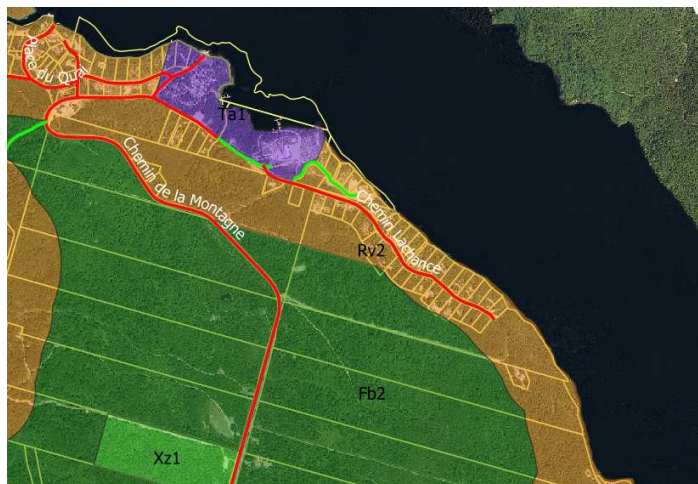 Place du Quai
Ta1
Chemin de la Montagne
Chemin Lachance
Rv2
Fb2
Xz1